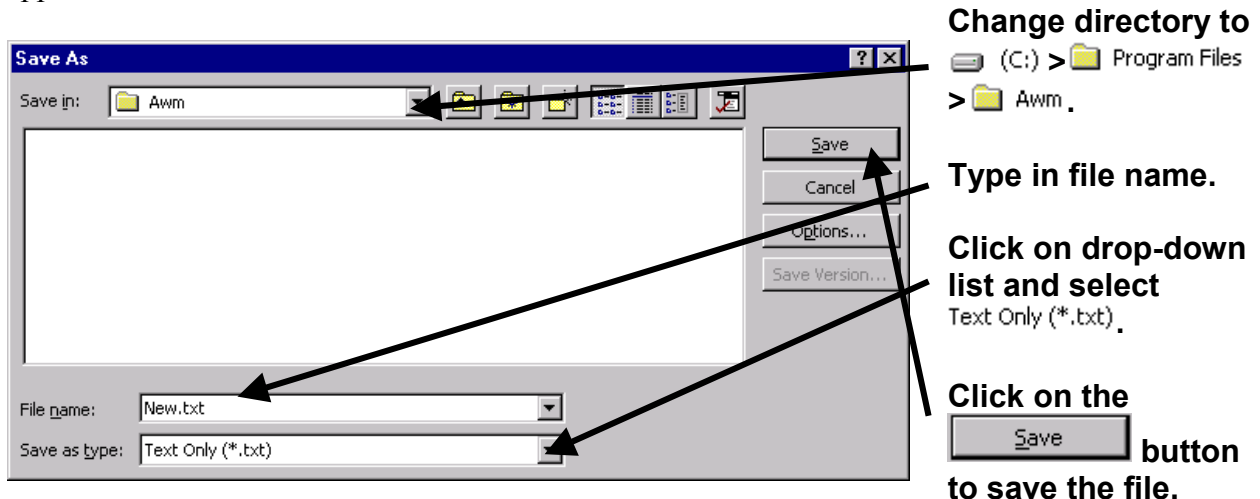 Change directory to
(C:) > Program Files
> Awm .
Save As
Save in: Awm
Save
Cancel
Options...
Save Version...
File name: New.txt
Save as type: Text Only (*.txt)
Type in file name.
Click on drop-down
list and select
Text Only (*.txt) .
Click on the
Save button
to save the file.